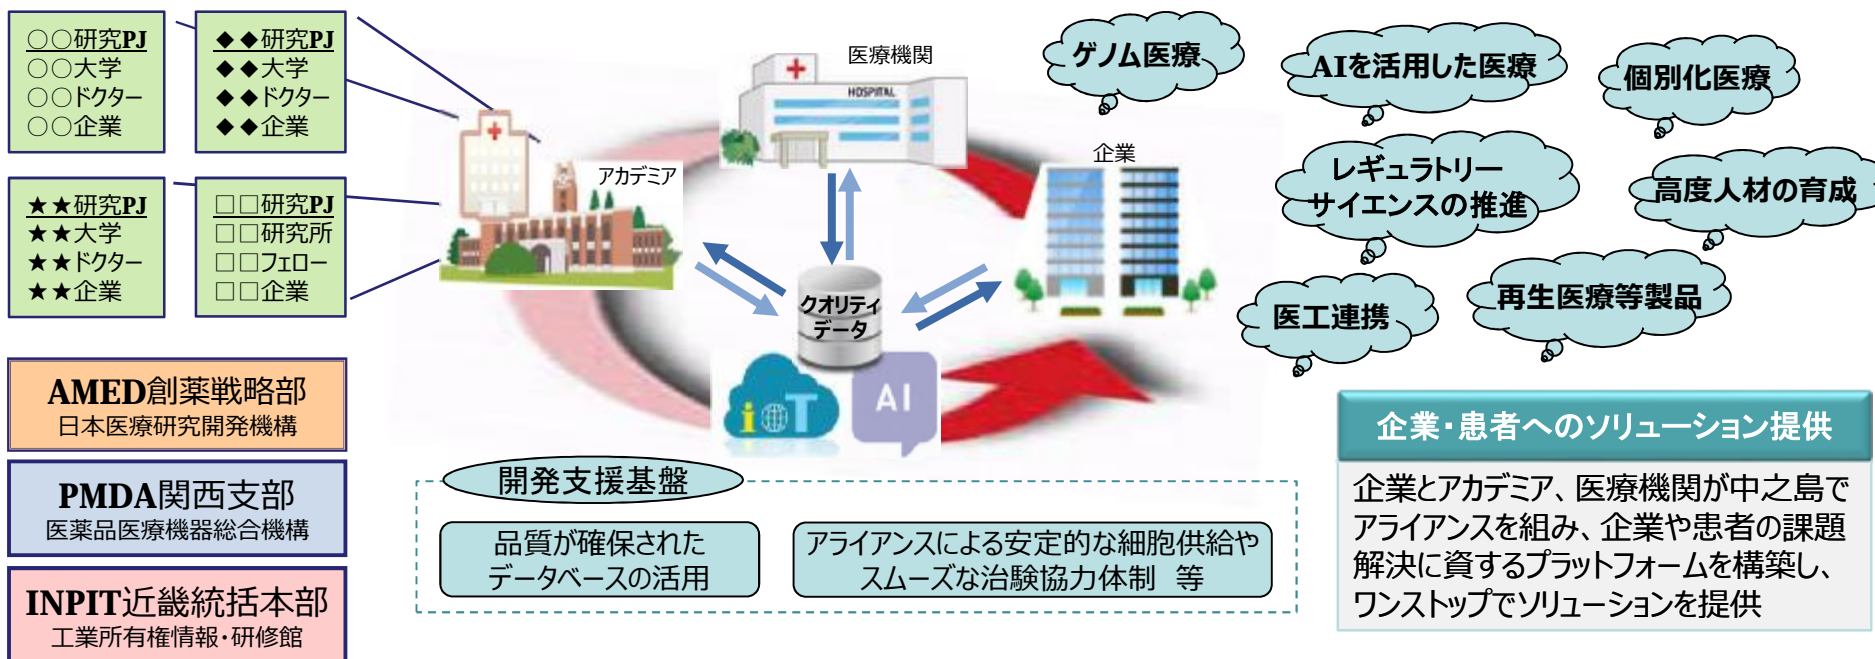 ○○研究PJ
○○大学
○○ドクター
○○企業
◆◆研究PJ
◆◆大学
◆◆ドクター
◆◆企業
★★研究PJ
★★大学
★★ドクター
★★企業
□□研究PJ
□□研究所
□□フェロー
□□企業
AMED創薬戦略部
日本医療研究開発機構
PMDA関西支部
医薬品医療機器総合機構
INPIT近畿統括本部
工業所有権情報・研修館
医療機関
HOSPITAL
アカデミア
企業
クオリティ
データ
ioT
AI
開発支援基盤
品質が確保された
データベースの活用
アライアンスによる安定的な細胞供給や
スムーズな治験協力体制 等
ゲノム医療
AIを活用した医療
個別化医療
レギュラトリー
サイエンスの推進
高度人材の育成
医工連携
再生医療等製品
企業・患者へのソリューション提供
企業とアカデミア、医療機関が中之島で
アライアンスを組み、企業や患者の課題
解決に資するプラットフォームを構築し、
ワンストップでソリューションを提供